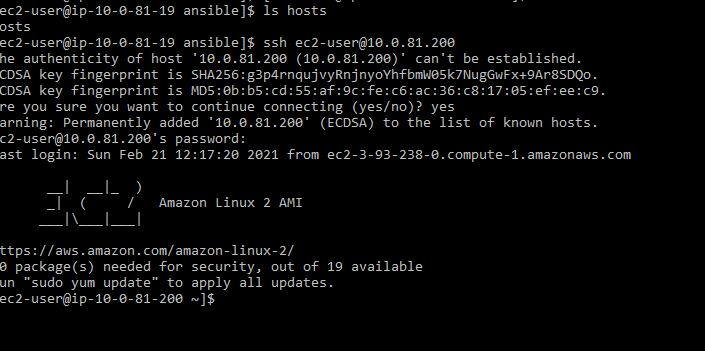 ec2-user@ip-10-0-81-19 ansible]$ ls hosts
osts
ec2-user@ip-10-0-81-19 ansible]$ ssh ec2-user@10.0.81.200
he authenticity of host '10.0.81.200 (10.0.81.200)' can't be established.
CDSA key fingerprint is SHA256:g3p4rnqujvyRnjnyoYhfbmW05k7NugGwFx+9Ar8SDQo.
CDSA key fingerprint is MD5:0b:b5:cd:55:af:9c:fe:c6:ac:36:c8:17:05:ef:ee:c9.
re you sure you want to continue connecting (yes/no)? yes
arning: Permanently added '10.0.81.200' (ECDSA) to the list of known hosts.
c2-user@10.0.81.200's password:
ast login: Sun Feb 21 12:17:20 2021 from ec2-3-93-238-0.compute-1.amazonaws.com
__|  __|_  )
_|  (     /   Amazon Linux 2 AMI
___|\___|___|
ttps://aws.amazon.com/amazon-linux-2/
0 package(s) needed for security, out of 19 available
un "sudo yum update" to apply all updates.
ec2-user@ip-10-0-81-200 ~]$